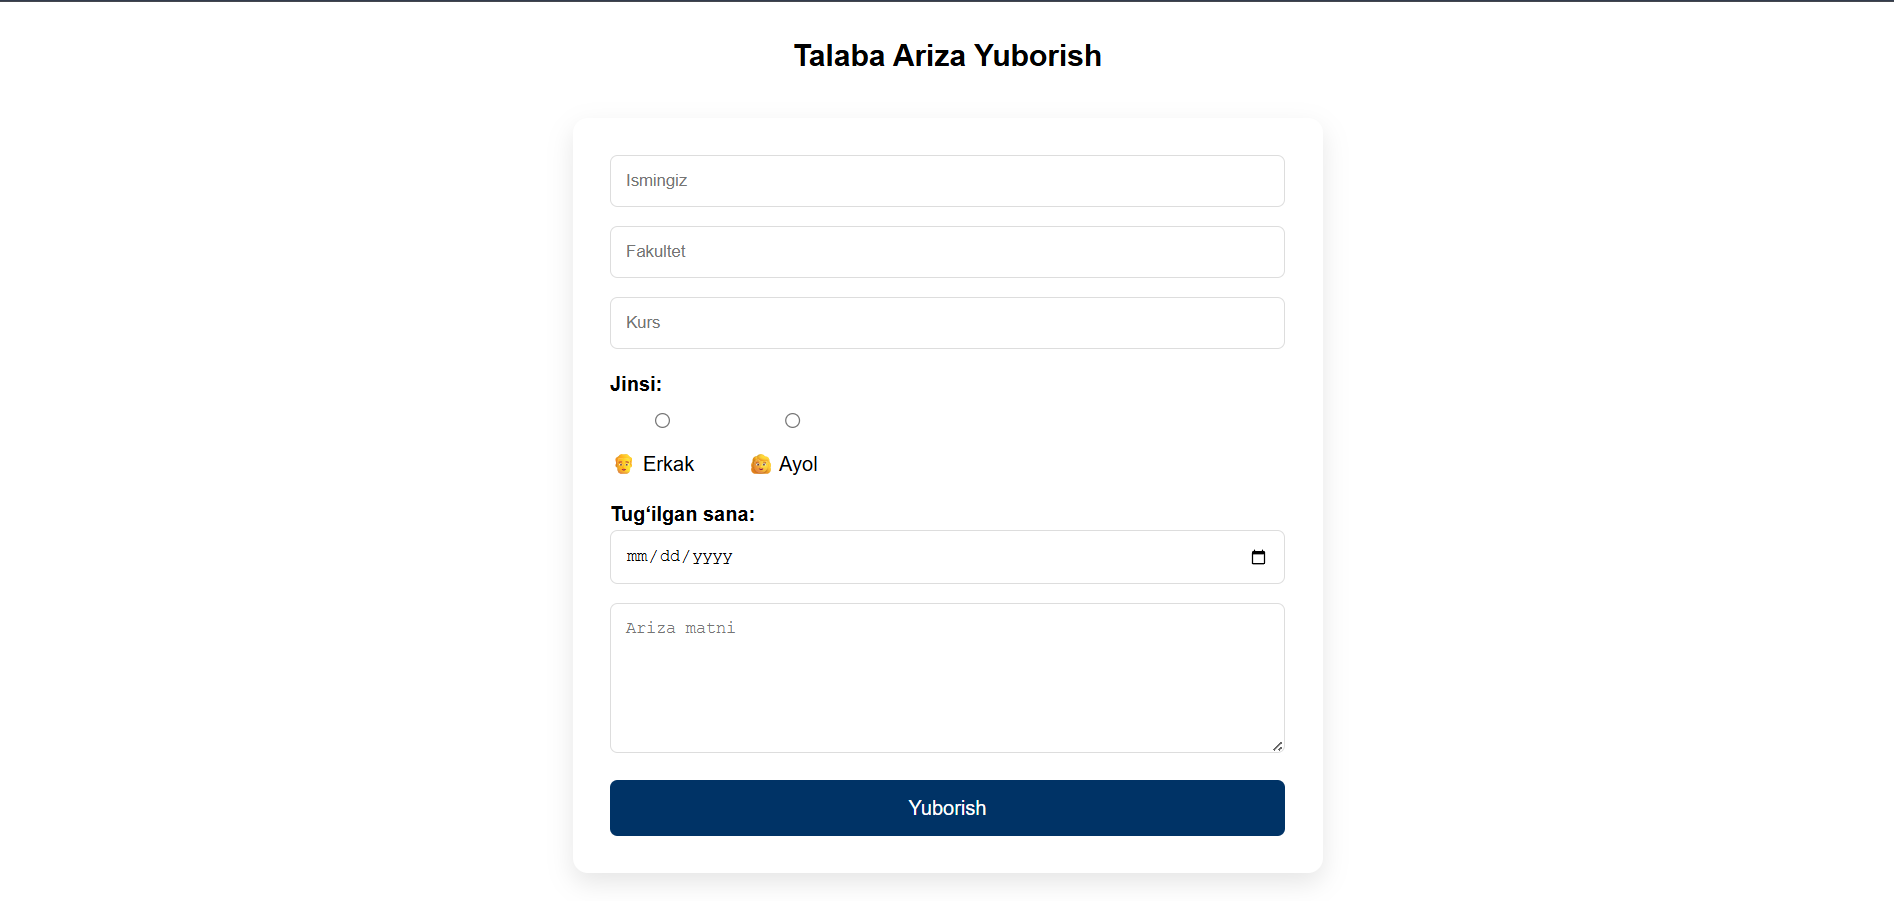 Talaba Ariza Yuborish
Ismingiz
Fakultet
Kurs
Jinsi:
👨 Erkak 👩 Ayol
Tug‘ilgan sana:
mm/dd/yyyy
Ariza matni
Yuborish